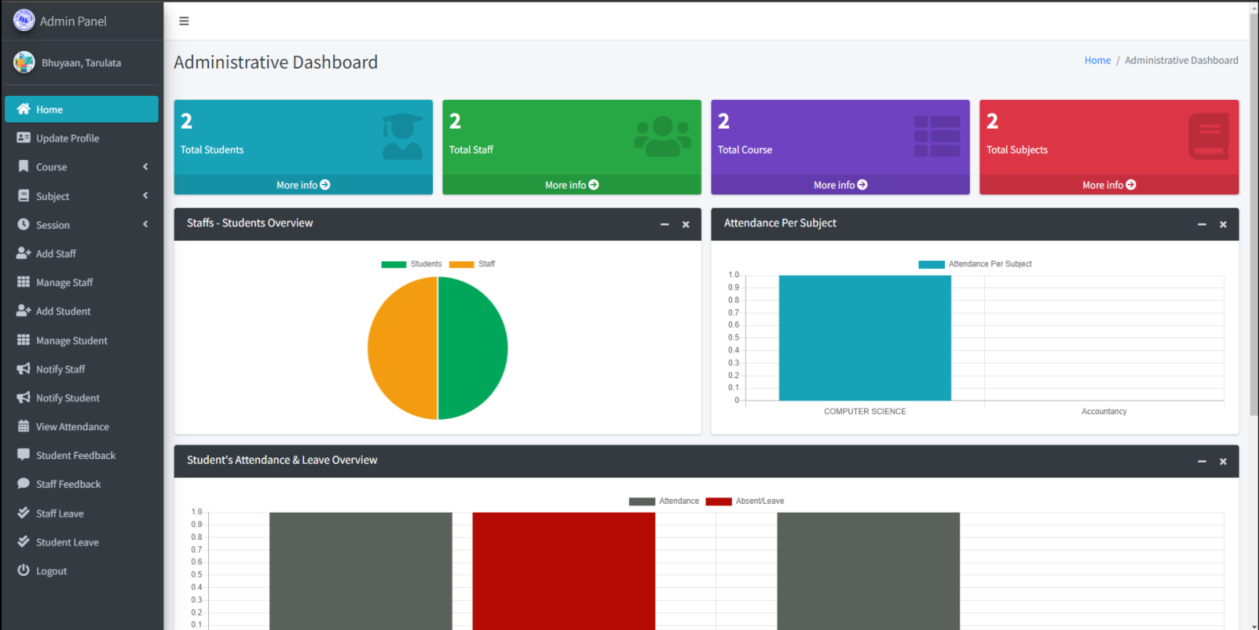 Admin Panel
Bhuyaan, Tarulata
Home
Update Profile
Course
Subject
Session
Add Staff
Manage Staff
Add Student
Manage Student
Notify Staff
Notify Student
View Attendance
Student Feedback
Staff Feedback
Staff Leave
Student Leave
Logout
Administrative Dashboard
Home / Administrative Dashboard
2
Total Students
More info
2
Total Staff
More info
2
Total Course
More info
2
Total Subjects
More info
Staffs - Students Overview
Students Staff
Attendance Per Subject
Attendance Per Subject
1.0
0.9
0.8
0.7
0.6
0.5
0.4
0.3
0.2
0.1
0
COMPUTER SCIENCE Accountancy
Student's Attendance & Leave Overview
Attendance Absent/Leave
1.0
0.9
0.8
0.7
0.6
0.5
0.4
0.3
0.2
0.1